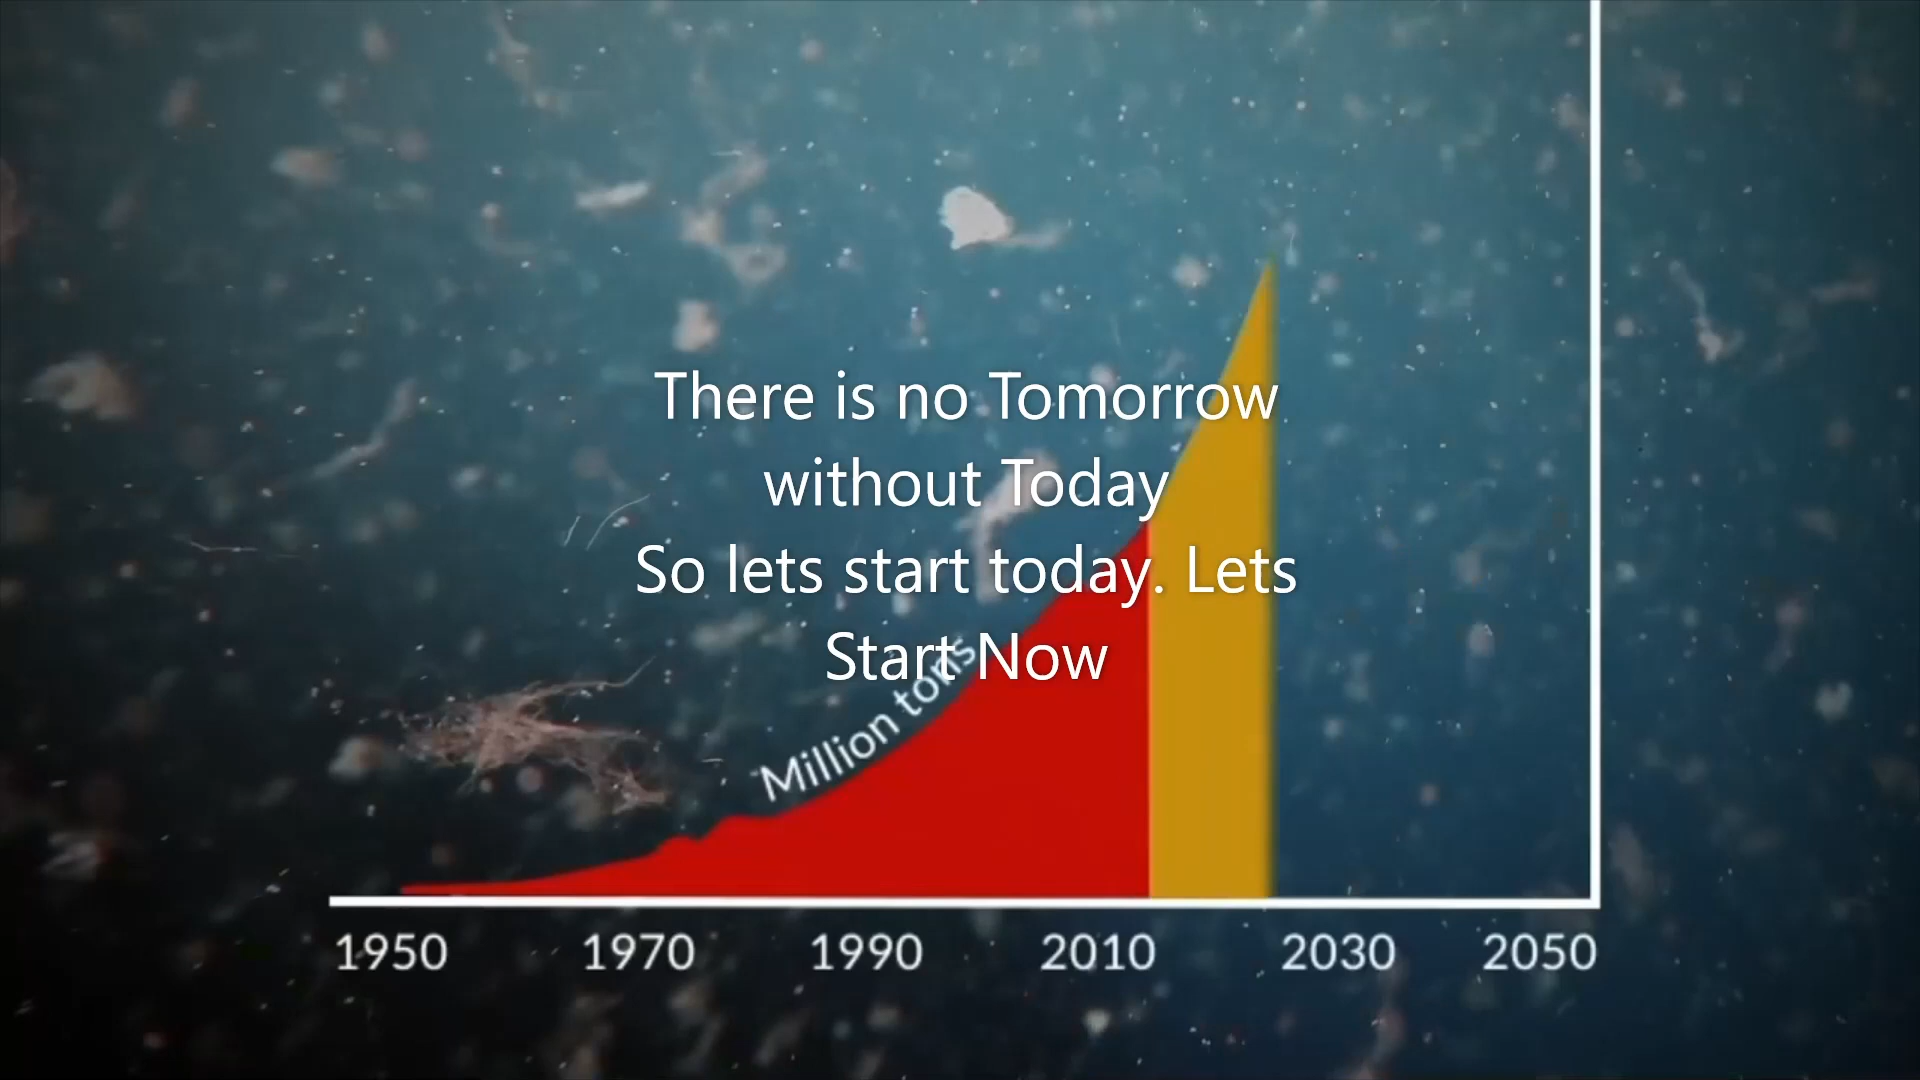 There is no Tomorrow
without Today
So lets start today. Lets
Start Now
Million tons
1950 1970 1990 2010 2030 2050